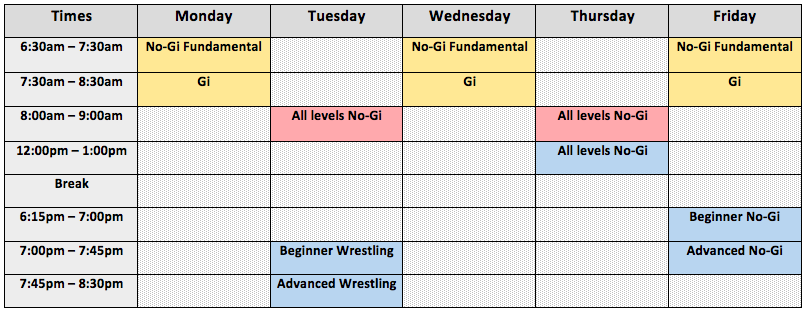 Times Monday Tuesday Wednesday Thursday Friday
6:30am – 7:30am No-Gi Fundamental No-Gi Fundamental No-Gi Fundamental
7:30am – 8:30am Gi Gi Gi
8:00am – 9:00am All levels No-Gi All levels No-Gi
12:00pm – 1:00pm All levels No-Gi
Break
6:15pm – 7:00pm Beginner No-Gi
7:00pm – 7:45pm Beginner Wrestling Advanced No-Gi
7:45pm – 8:30pm Advanced Wrestling